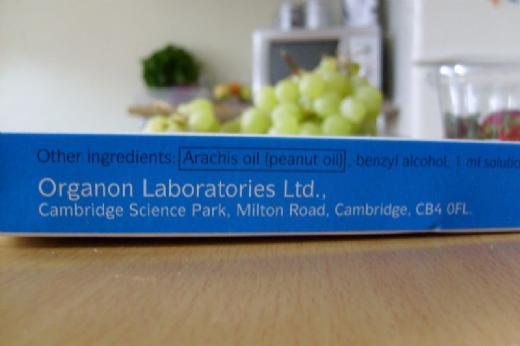 Other ingredients: Arachis oil (peanut oil), benzyl alcohol, 1 ml solutio
Organon Laboratories Ltd.,
Cambridge Science Park, Milton Road, Cambridge, CB4 0FL.